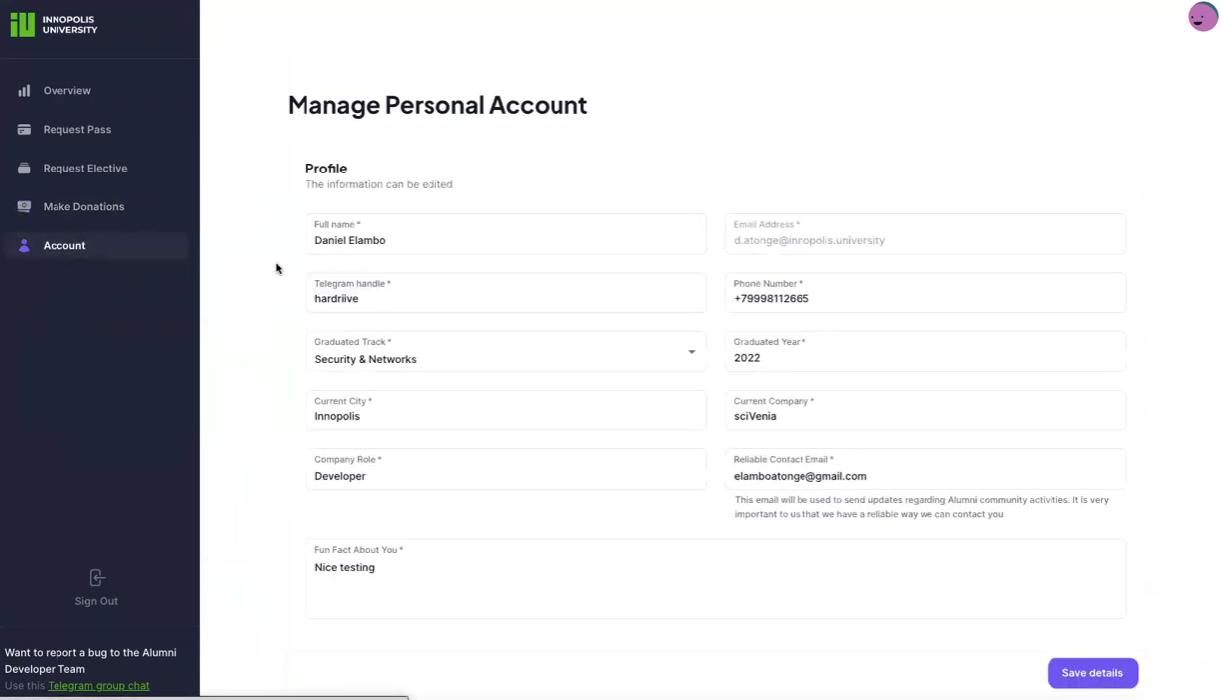 INNOPOLIS
UNIVERSITY
Overview
Request Pass
Request Elective
Make Donations
Account
Sign Out
Want to report a bug to the Alumni
Developer Team
Use this Telegram group chat
Manage Personal Account
Profile
The information can be edited
Full name *
Daniel Elambo
Email Address *
d.atonge@innopolis.university
Telegram handle *
hardriive
Phone Number *
+79998112665
Graduated Track *
Security & Networks
Graduated Year *
2022
Current City *
Innopolis
Current Company *
sciVenia
Company Role *
Developer
Reliable Contact Email *
elamboatonge@gmail.com
This email will be used to send updates regarding Alumni community activities. It is very
important to us that we have a reliable way we can contact you
Fun Fact About You *
Nice testing
Save details